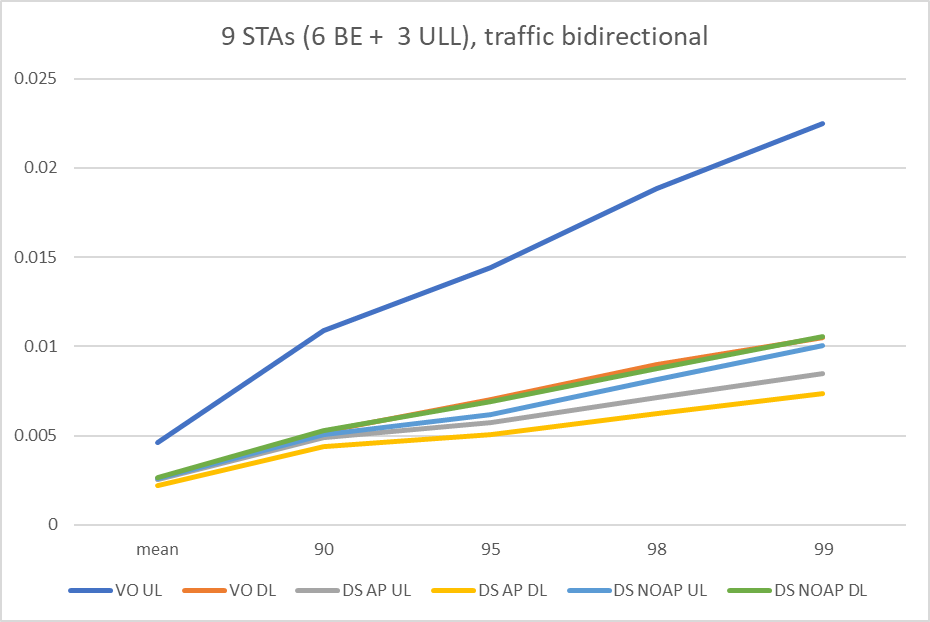 9 STAs (6 BE +  3 ULL), traffic bidirectional
0.025
0.02
0.015
0.01
0.005
0
mean 90 95 98 99
VO UL VO DL DS AP UL DS AP DL DS NOAP UL DS NOAP DL